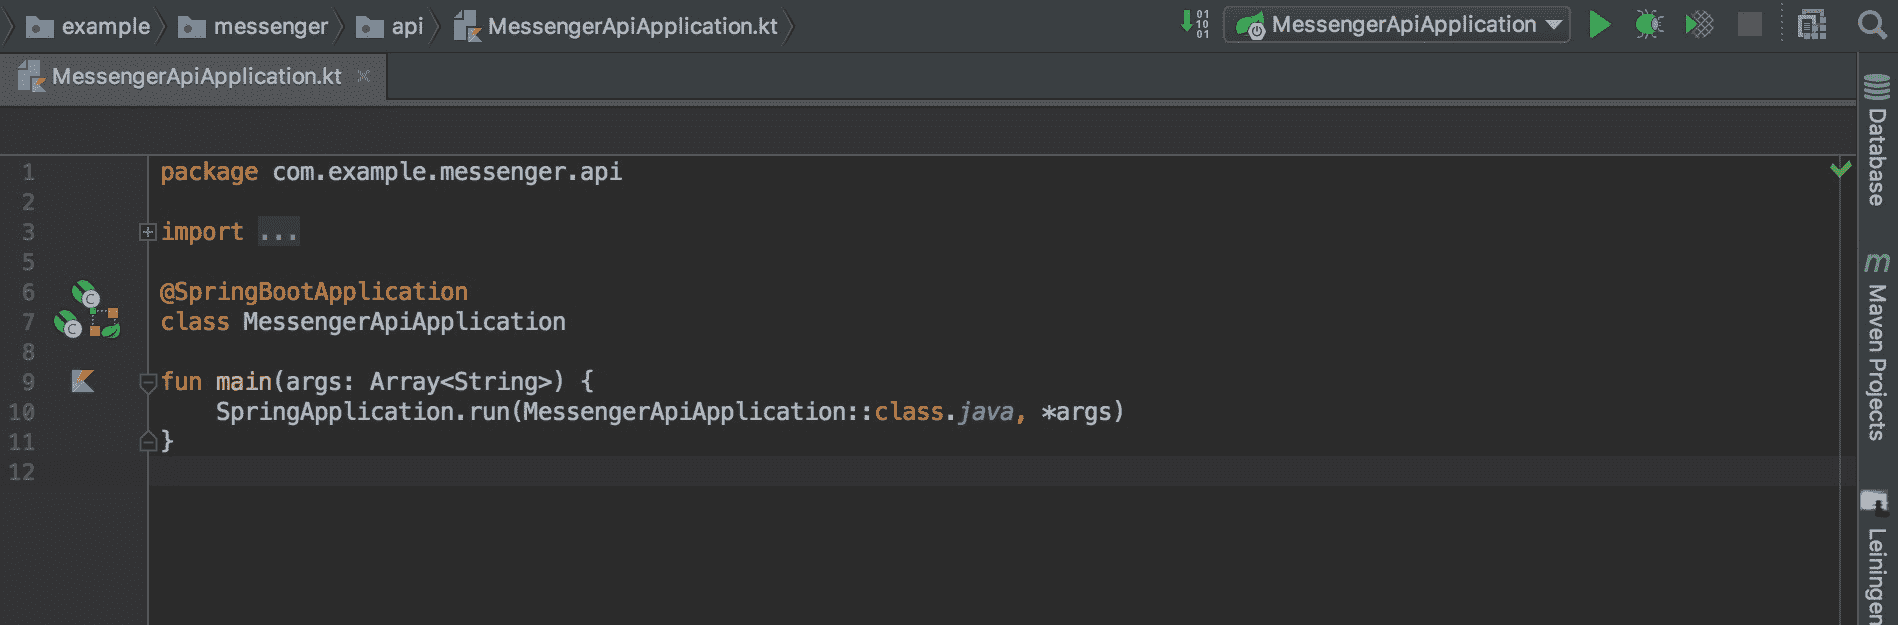 example messenger api MessengerApiApplication.kt MessengerApiApplication
MessengerApiApplication.kt
1 package com.example.messenger.api
2
3 import ...
5
6 @SpringBootApplication
7 class MessengerApiApplication
8
9 fun main(args: Array<String>) {
10 SpringApplication.run(MessengerApiApplication::class.java, *args)
11 }
12
Database
m Maven Projects
Leiningen